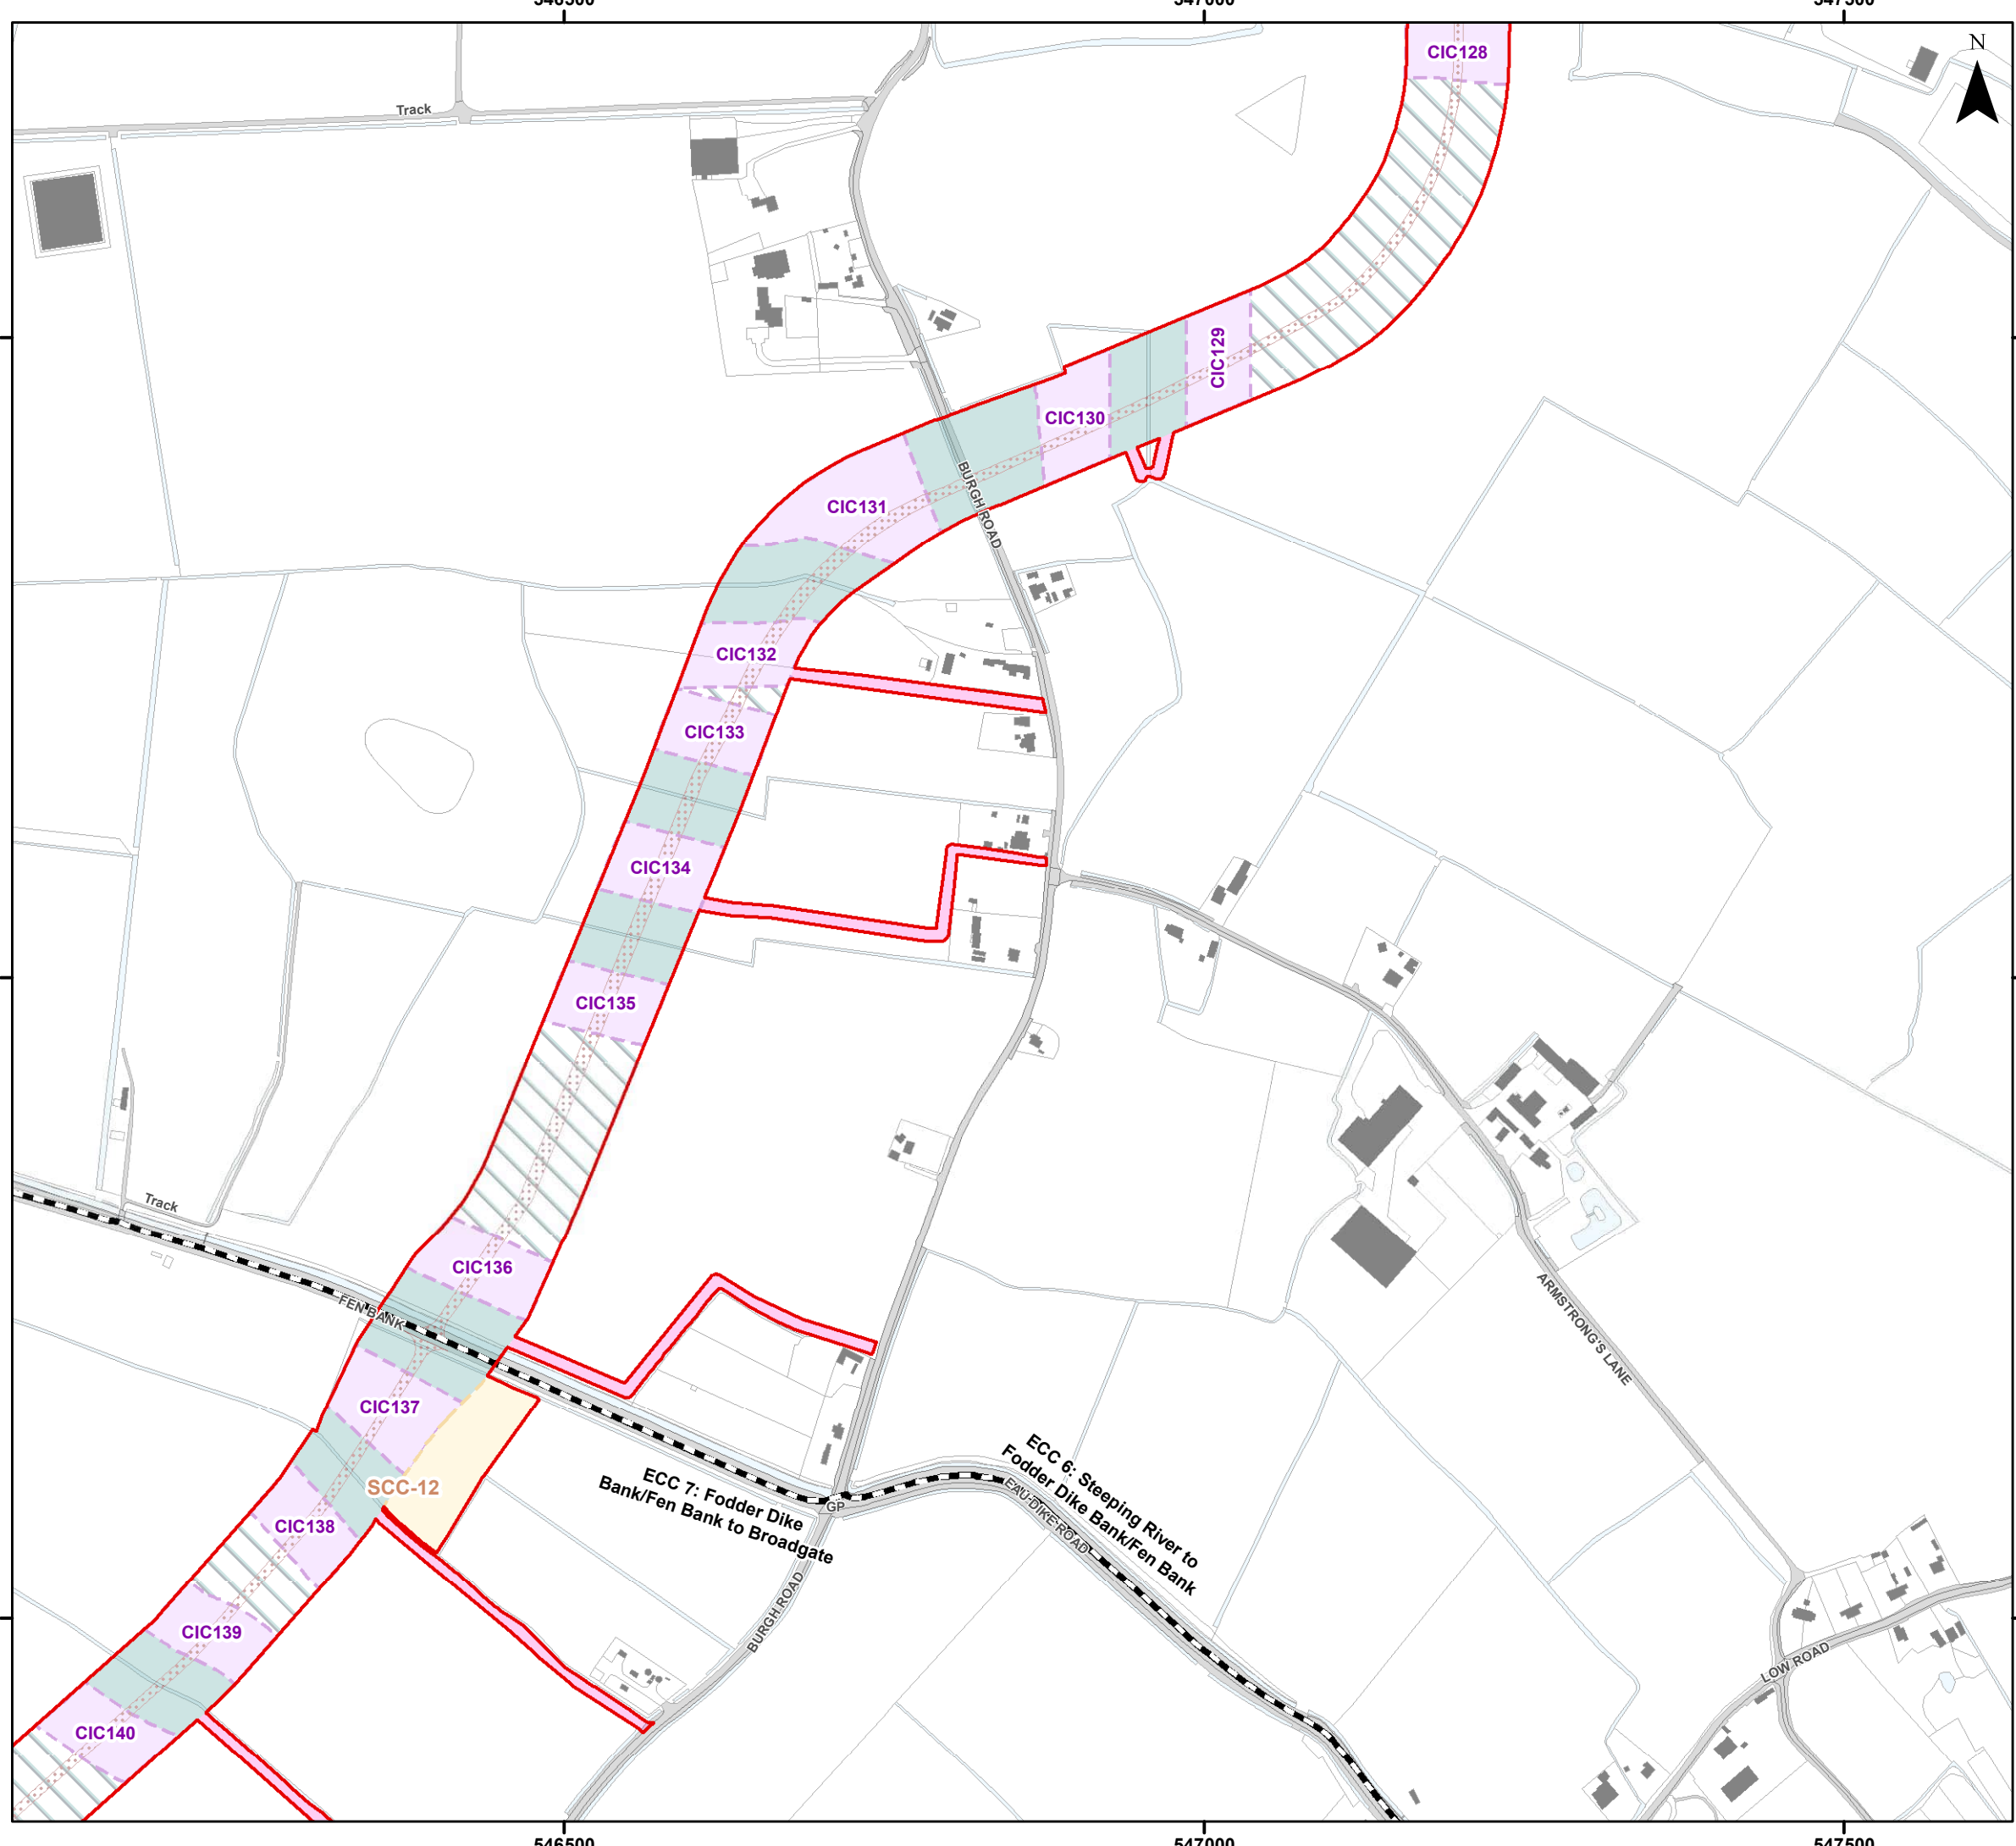 546500
547000
547500
N
CIC128
Track
CIC129
CIC130
BURGH ROAD
CIC131
CIC132
CIC133
CIC134
CIC135
Track
CIC136
FEN BANK
ARMSTRONG'S LANE
CIC137
SCC-12
ECC 7: Fodder Dike
Bank/Fen Bank to Broadgate
GP
ECC 6: Steeping River to
Fodder Dike Bank/Fen Bank
EAU DIKE ROAD
CIC138
BURGH ROAD
CIC139
LOW ROAD
CIC140
546500
547000
547500